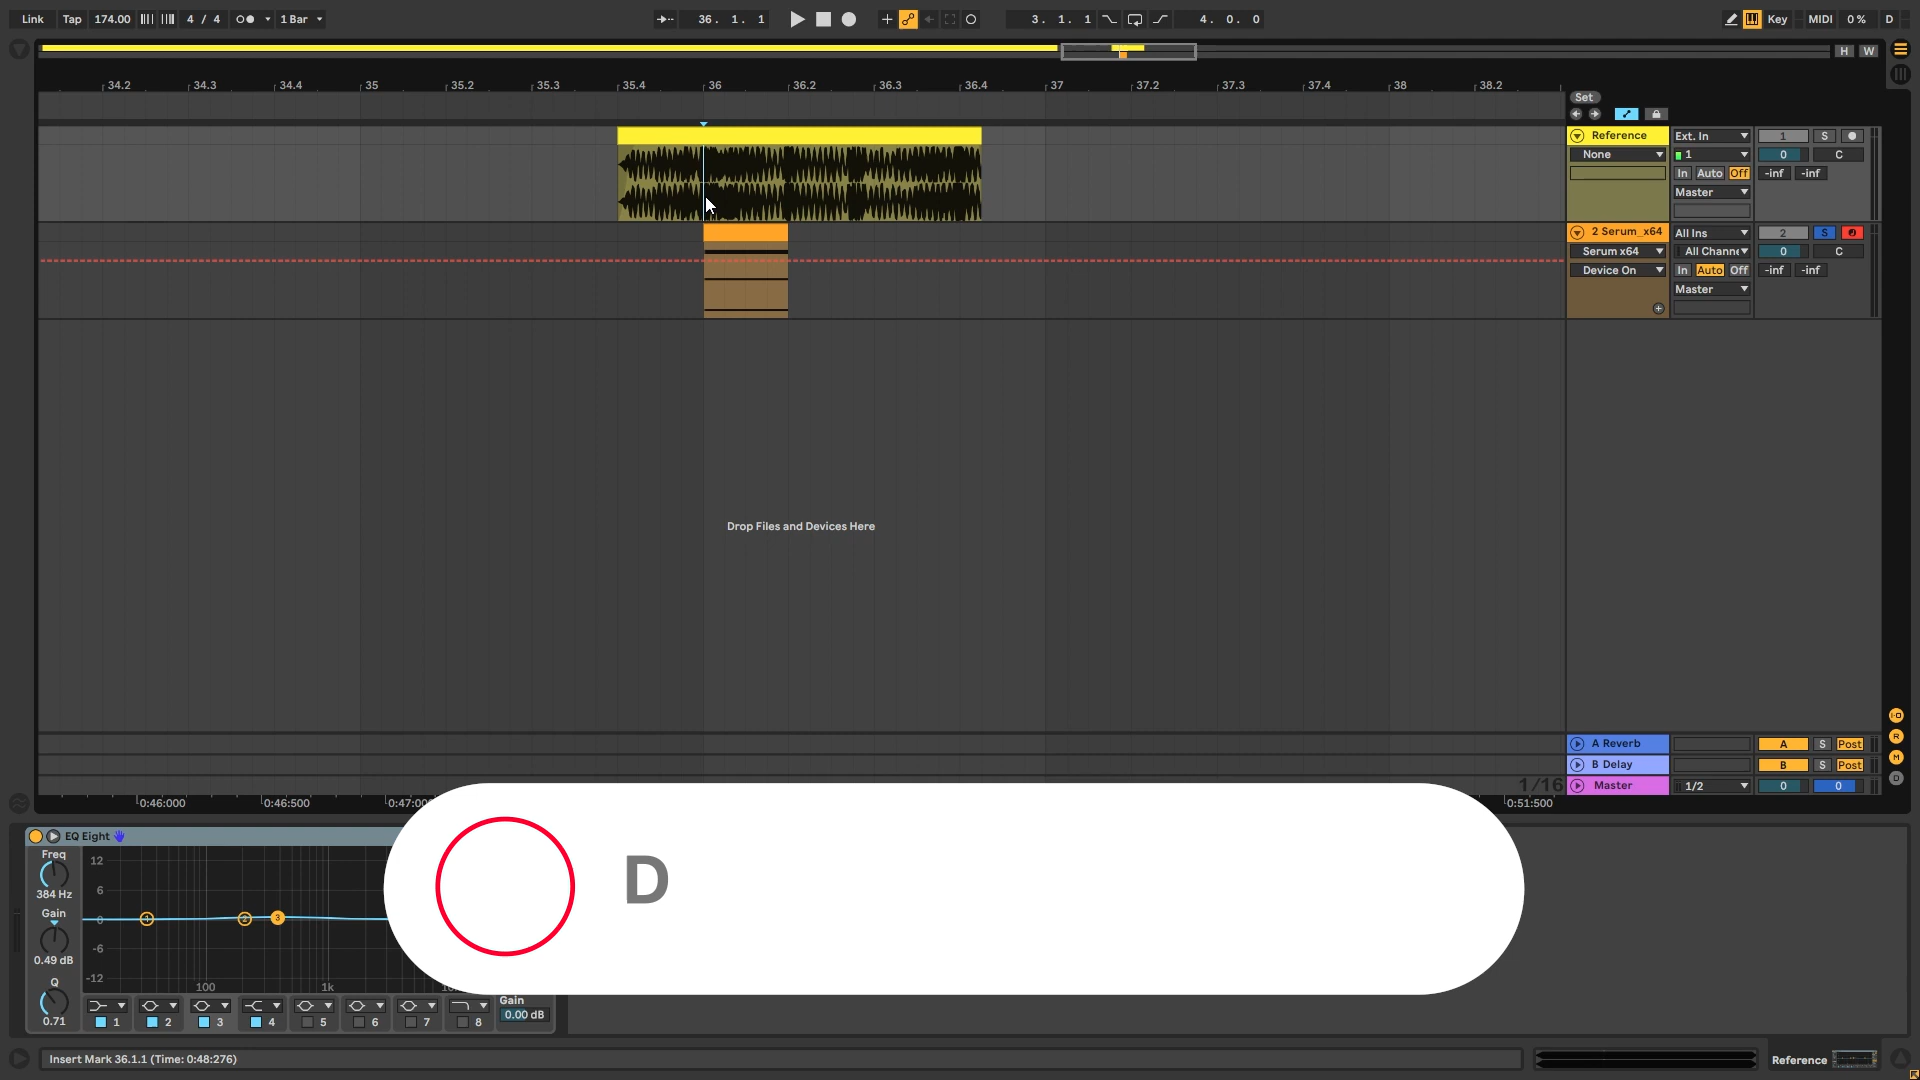 Link Tap 174.00 4 / 4 1 Bar 36. 1. 1 3. 1. 1 4. 0. 0 Key MIDI 0 % D
H W
34.2 34.3 34.4 35 35.2 35.3 35.4 36 36.2 36.3 36.4 37 37.2 37.3 37.4 38 38.2
Set
Reference Ext. In 1 S
None 1 0 C
In Auto Off -inf -inf
Master
2 Serum_x64 All Ins 2 S
Serum x64 All Channe 0 C
Device On In Auto Off -inf -inf
Master
Drop Files and Devices Here
A Reverb A S Post
B Delay B S Post
1/16 Master 1/2 0 0
0:46:000 0:46:500 0:47:000 0:51:500
I-O
R
M
D
EQ Eight
Freq
384 Hz
Gain
0.49 dB
Q
0.71
12
6
0
-6
-12
1 2 3
100 1k
1 2 3 4 5 6 7 8
Gain
0.00 dB
D
Insert Mark 36.1.1 (Time: 0:48:276)
Reference